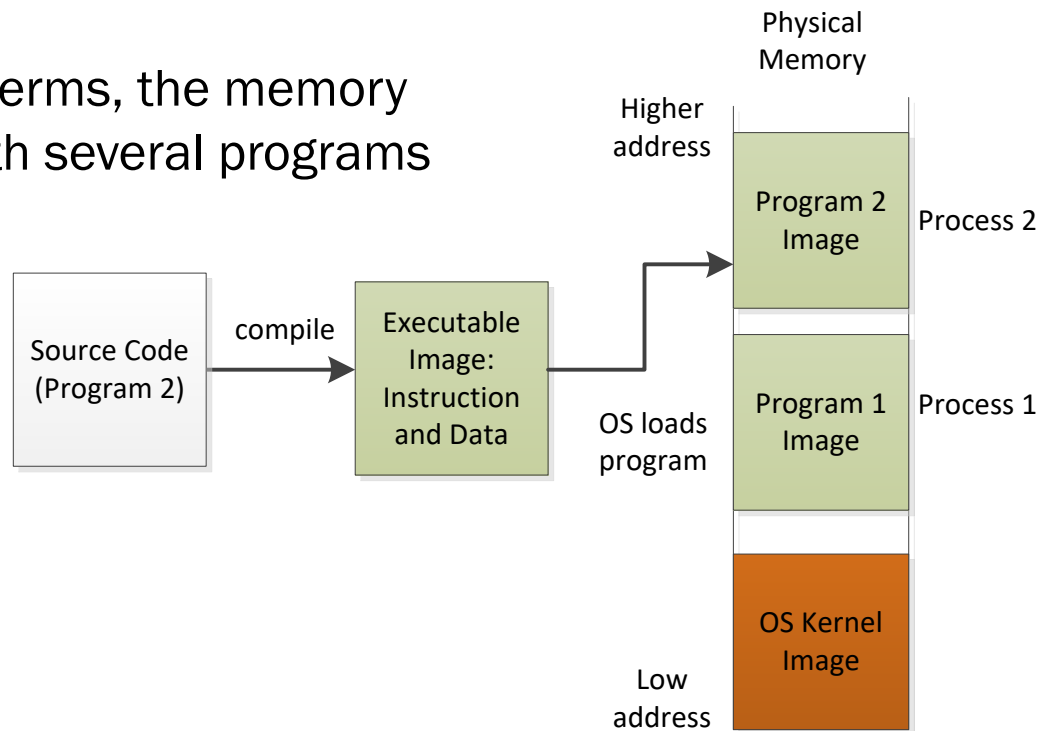 erms, the memory
th several programs
Physical
Memory
Higher
address
Program 2
Image
Process 2
Source Code
(Program 2)
compile
Executable
Image:
Instruction
and Data
OS loads
program
Program 1
Image
Process 1
OS Kernel
Image
Low
address